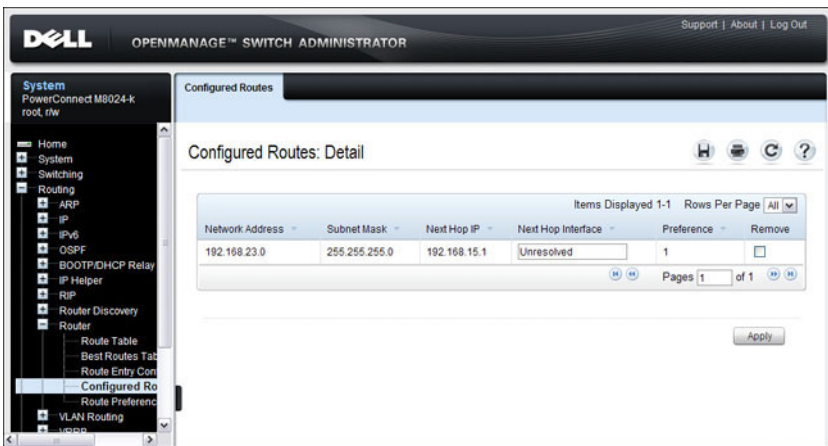 Support | About | Log Out
DELL OPENMANAGE™ SWITCH ADMINISTRATOR
System
PowerConnect M8024-k
root, r/w
Configured Routes
Home
System
Switching
Routing
ARP
IP
IPv6
OSPF
BOOTP/DHCP Relay
IP Helper
RIP
Router Discovery
Router
Route Table
Best Routes Tab
Route Entry Con
Configured Ro
Route Preferenc
VLAN Routing
VRRP
Configured Routes: Detail
Items Displayed 1-1 Rows Per Page All
Network Address Subnet Mask Next Hop IP Next Hop Interface Preference Remove
192.168.23.0 255.255.255.0 192.168.15.1 Unresolved 1
Pages 1 of 1
Apply